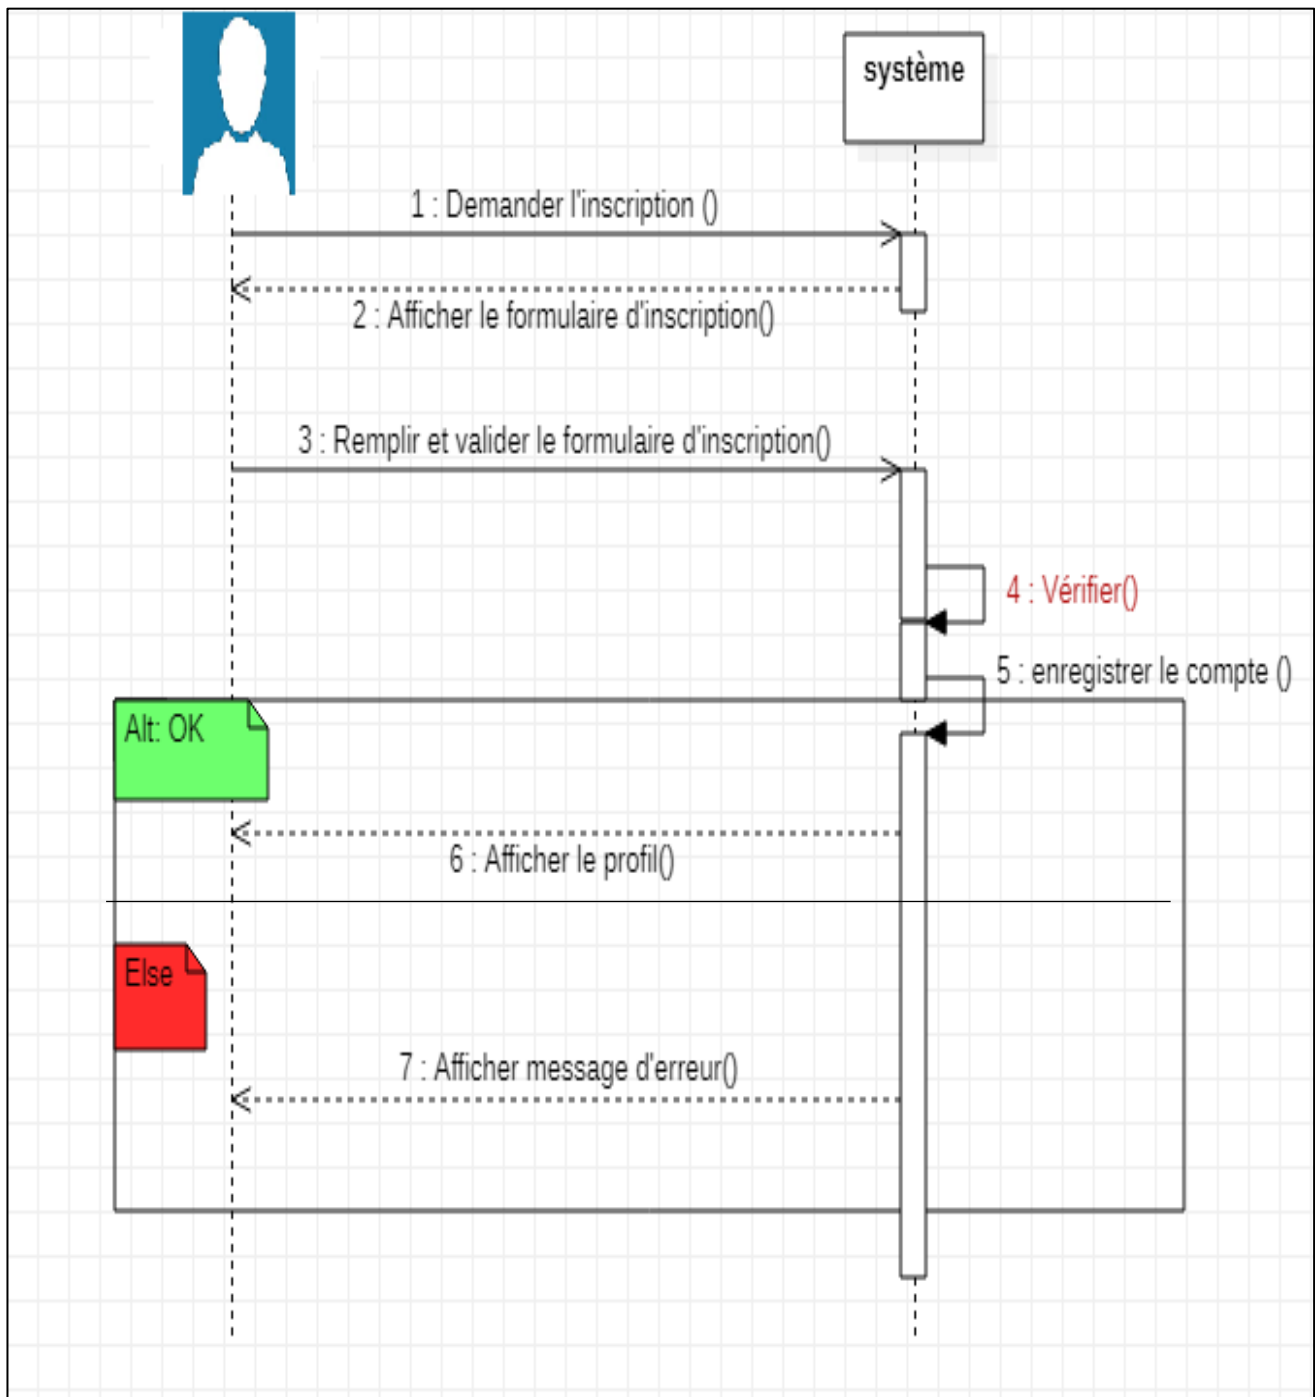 système
1 : Demander l'inscription ()
2 : Afficher le formulaire d'inscription()
3 : Remplir et valider le formulaire d'inscription()
4 : Vérifier()
5 : enregistrer le compte ()
Alt: OK
6 : Afficher le profil()
Else
7 : Afficher message d'erreur()